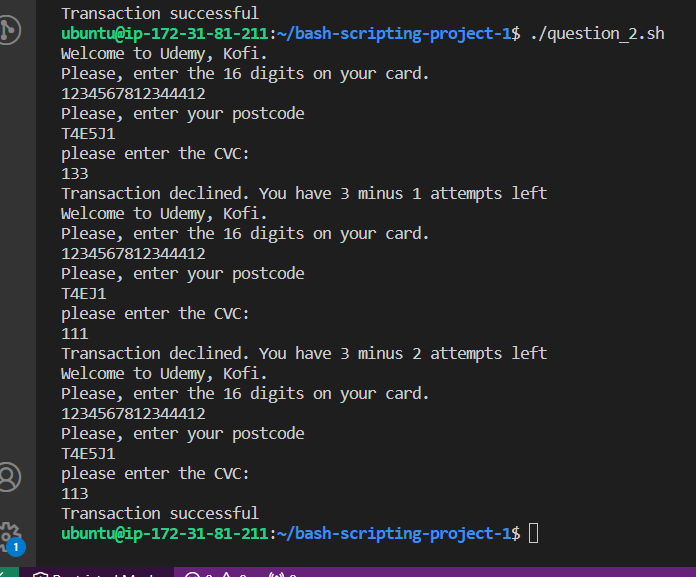 Transaction successful
ubuntu@ip-172-31-81-211:~/bash-scripting-project-1$ ./question_2.sh
Welcome to Udemy, Kofi.
Please, enter the 16 digits on your card.
1234567812344412
Please, enter your postcode
T4E5J1
please enter the CVC:
133
Transaction declined. You have 3 minus 1 attempts left
Welcome to Udemy, Kofi.
Please, enter the 16 digits on your card.
1234567812344412
Please, enter your postcode
T4EJ1
please enter the CVC:
111
Transaction declined. You have 3 minus 2 attempts left
Welcome to Udemy, Kofi.
Please, enter the 16 digits on your card.
1234567812344412
Please, enter your postcode
T4E5J1
please enter the CVC:
113
Transaction successful
ubuntu@ip-172-31-81-211:~/bash-scripting-project-1$
1